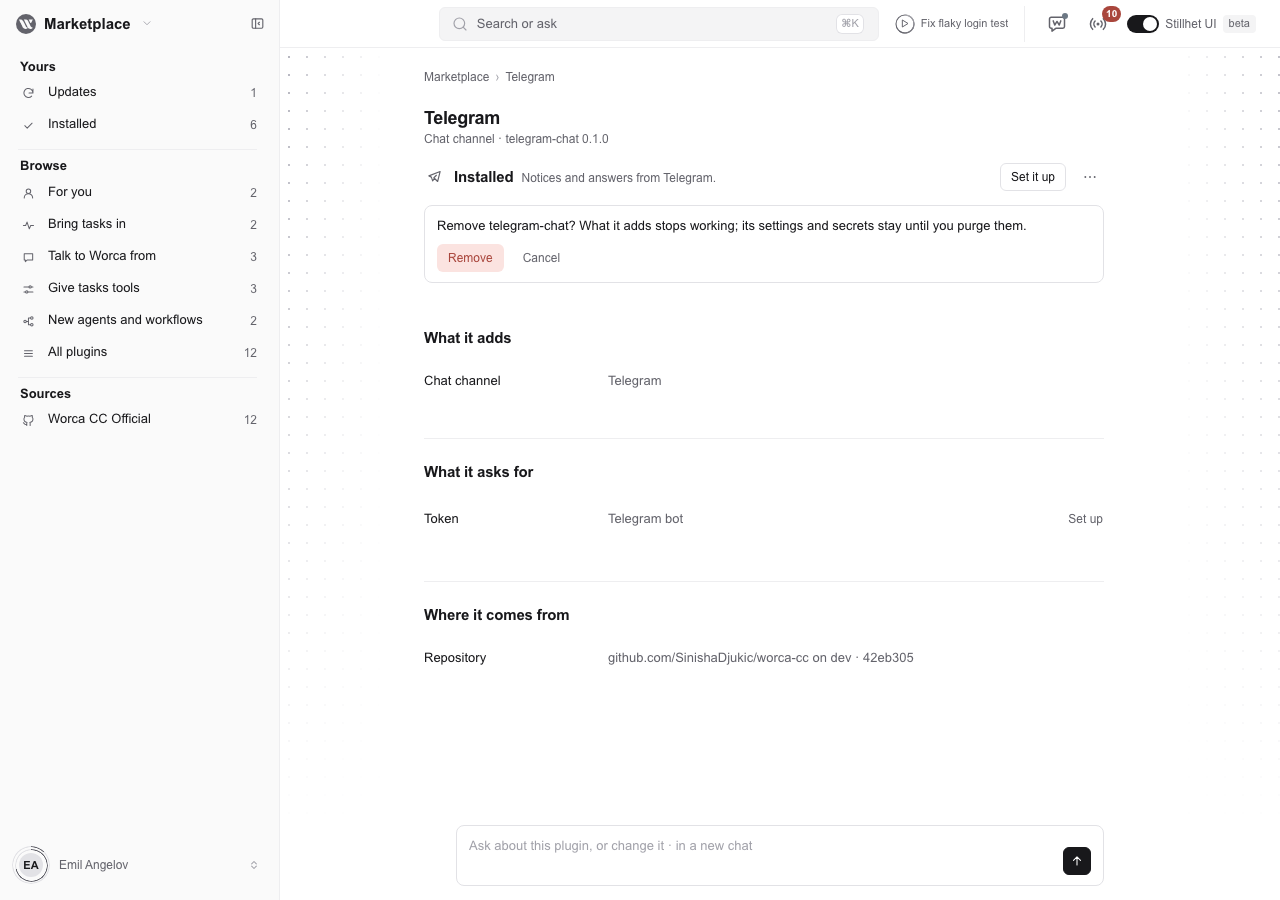 Marketplace
Search or ask
⌘K
Fix flaky login test
10
Stillhet UI
beta
Yours
Updates 1
Installed 6
Browse
For you 2
Bring tasks in 2
Talk to Worca from 3
Give tasks tools 3
New agents and workflows 2
All plugins 12
Sources
Worca CC Official 12
EA
Emil Angelov
Marketplace › Telegram
Telegram
Chat channel · telegram-chat 0.1.0
Installed Notices and answers from Telegram.
Set it up
···
Remove telegram-chat? What it adds stops working; its settings and secrets stay until you purge them.
Remove Cancel
What it adds
Chat channel Telegram
What it asks for
Token Telegram bot Set up
Where it comes from
Repository github.com/SinishaDjukic/worca-cc on dev · 42eb305
Ask about this plugin, or change it · in a new chat